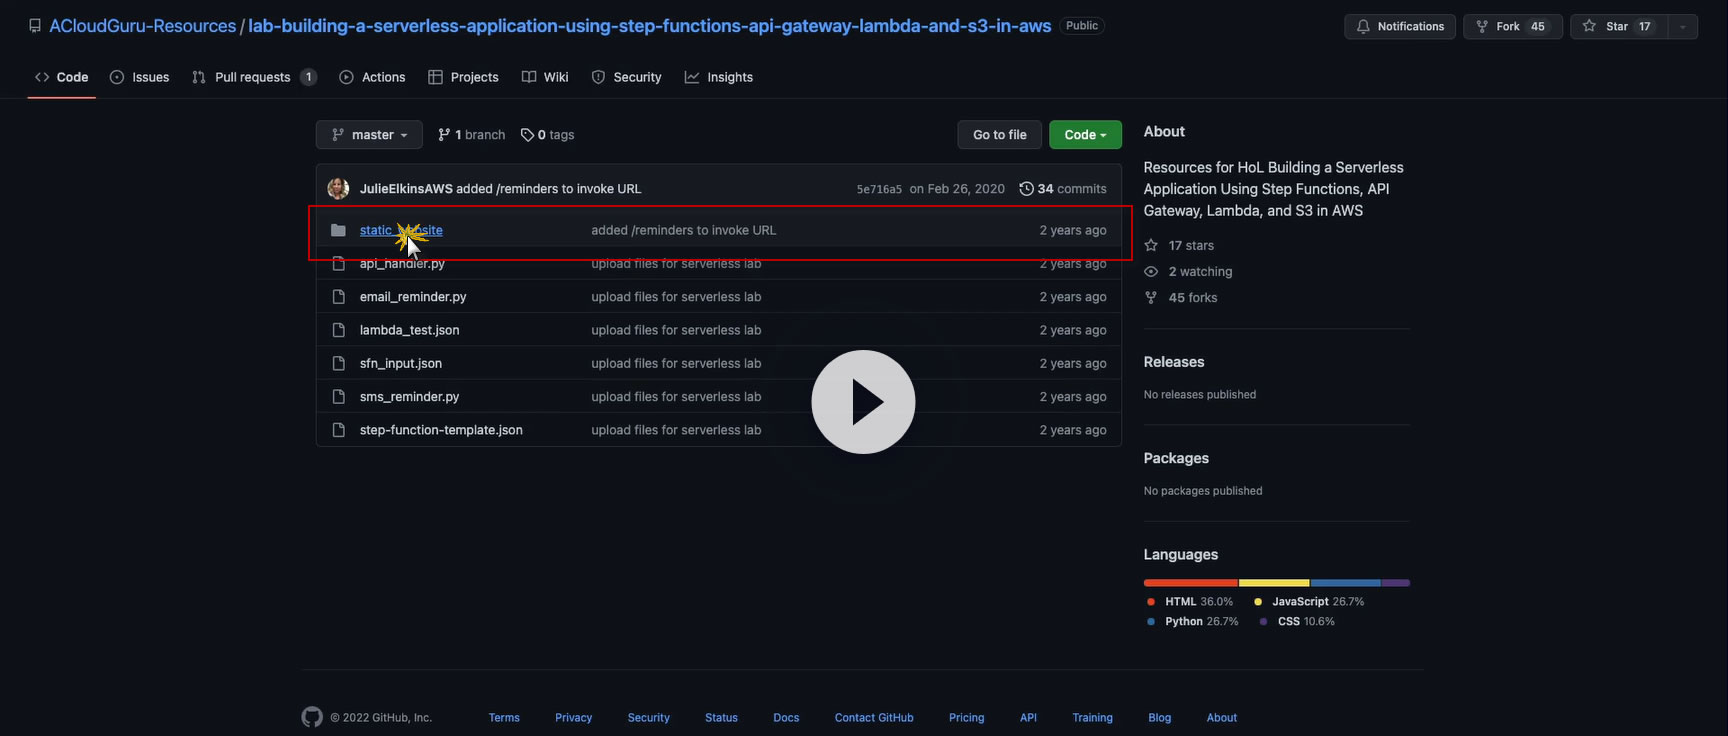 ACloudGuru-Resources / lab-building-a-serverless-application-using-step-functions-api-gateway-lambda-and-s3-in-aws Public
Notifications Fork 45 Star 17
Code Issues Pull requests 1 Actions Projects Wiki Security Insights
master 1 branch 0 tags Go to file Code
JulieElkinsAWS added /reminders to invoke URL 5e716a5 on Feb 26, 2020 34 commits
added /reminders to invoke URL 2 years ago
api_handler.py upload files for serverless lab 2 years ago
email_reminder.py upload files for serverless lab 2 years ago
lambda_test.json upload files for serverless lab 2 years ago
sfn_input.json upload files for serverless lab 2 years ago
sms_reminder.py upload files for serverless lab 2 years ago
step-function-template.json upload files for serverless lab 2 years ago
About
Resources for HoL Building a Serverless
Application Using Step Functions, API
Gateway, Lambda, and S3 in AWS
17 stars
2 watching
45 forks
Releases
No releases published
Packages
No packages published
Languages
HTML 36.0% JavaScript 26.7%
Python 26.7% CSS 10.6%
© 2022 GitHub, Inc. Terms Privacy Security Status Docs Contact GitHub Pricing API Training Blog About